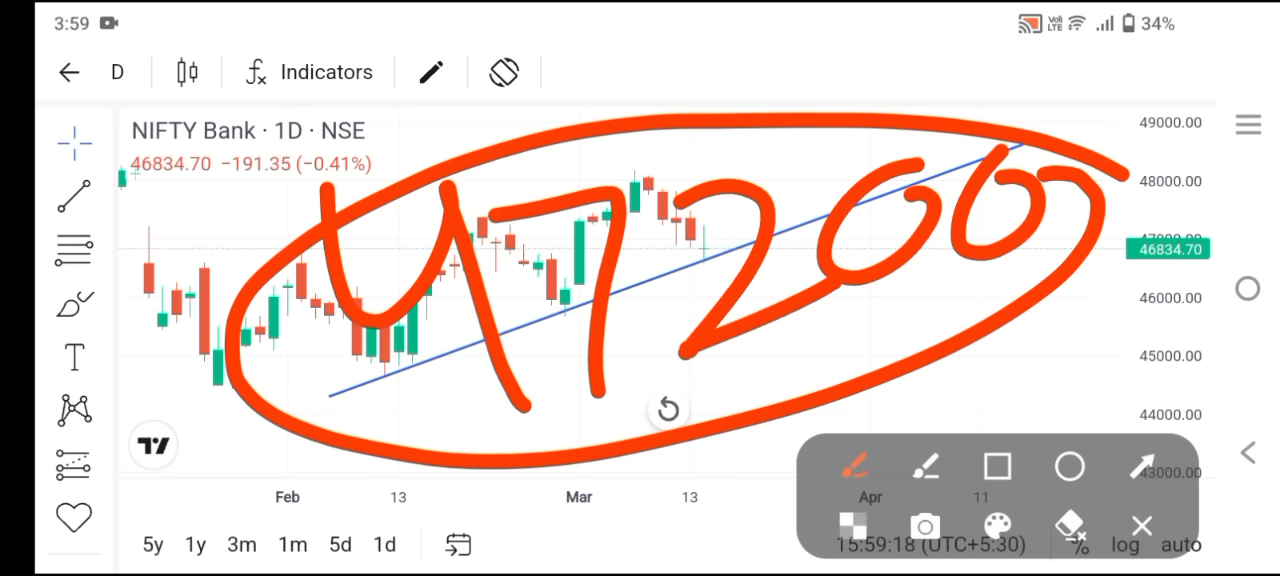 3:59 Vo) LTE 34%
D Indicators
NIFTY Bank · 1D · NSE
46834.70 −191.35 (−0.41%)
49000.00
48000.00
47200
46834.70
46000.00
45000.00
44000.00
43000.00
Feb 13 Mar 13 Apr 11
5y 1y 3m 1m 5d 1d 15:59:18 (UTC+5:30) % log auto